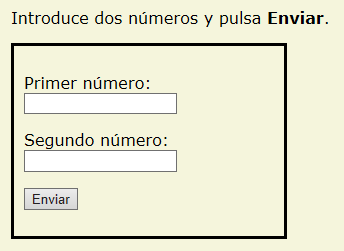 Introduce dos números y pulsa Enviar.
Primer número:
Segundo número:
Enviar